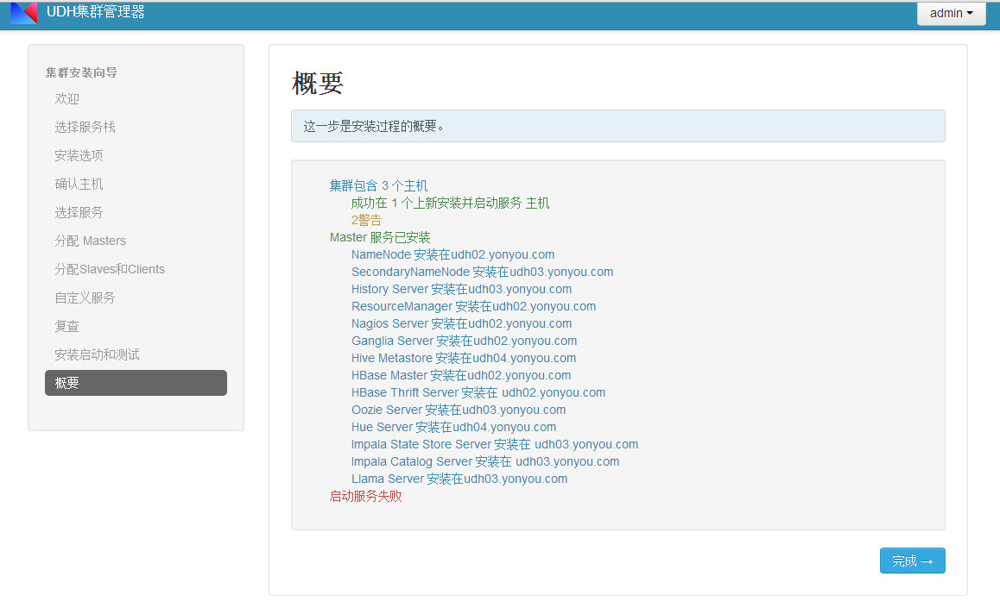 UDH集群管理器
admin
集群安装向导
欢迎
选择服务栈
安装选项
确认主机
选择服务
分配 Masters
分配Slaves和Clients
自定义服务
复查
安装启动和测试
概要
概要
这一步是安装过程的概要。
集群包含 3 个主机
成功在 1 个上新安装并启动服务 主机
2警告
Master 服务已安装
NameNode 安装在udh02.yonyou.com
SecondaryNameNode 安装在udh03.yonyou.com
History Server 安装在udh03.yonyou.com
ResourceManager 安装在udh02.yonyou.com
Nagios Server 安装在udh02.yonyou.com
Ganglia Server 安装在udh02.yonyou.com
Hive Metastore 安装在udh04.yonyou.com
HBase Master 安装在udh02.yonyou.com
HBase Thrift Server 安装在 udh02.yonyou.com
Oozie Server 安装在udh03.yonyou.com
Hue Server 安装在udh04.yonyou.com
Impala State Store Server 安装在 udh03.yonyou.com
Impala Catalog Server 安装在 udh03.yonyou.com
Llama Server 安装在udh03.yonyou.com
启动服务失败
完成 →